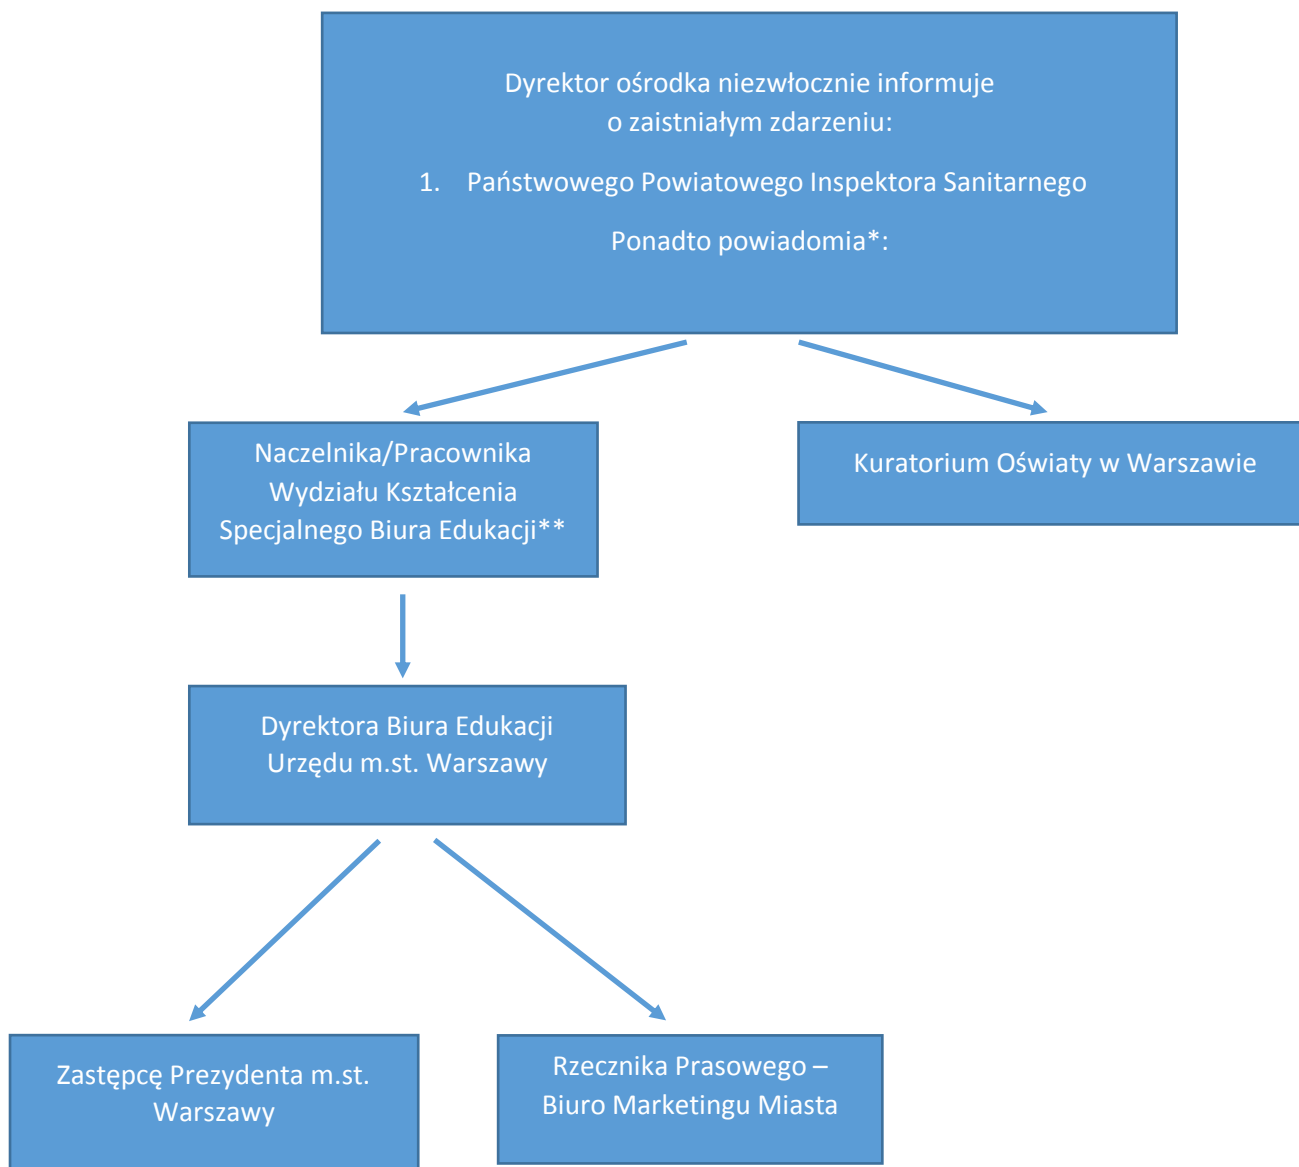 Dyrektor ośrodka niezwłocznie informuje
o zaistniałym zdarzeniu:
1. Państwowego Powiatowego Inspektora Sanitarnego
Ponadto powiadomia*:
Naczelnika/Pracownika
Wydziału Kształcenia
Specjalnego Biura Edukacji**
Kuratorium Oświaty w Warszawie
Dyrektora Biura Edukacji
Urzędu m.st. Warszawy
Zastępcę Prezydenta m.st.
Warszawy
Rzecznika Prasowego –
Biuro Marketingu Miasta